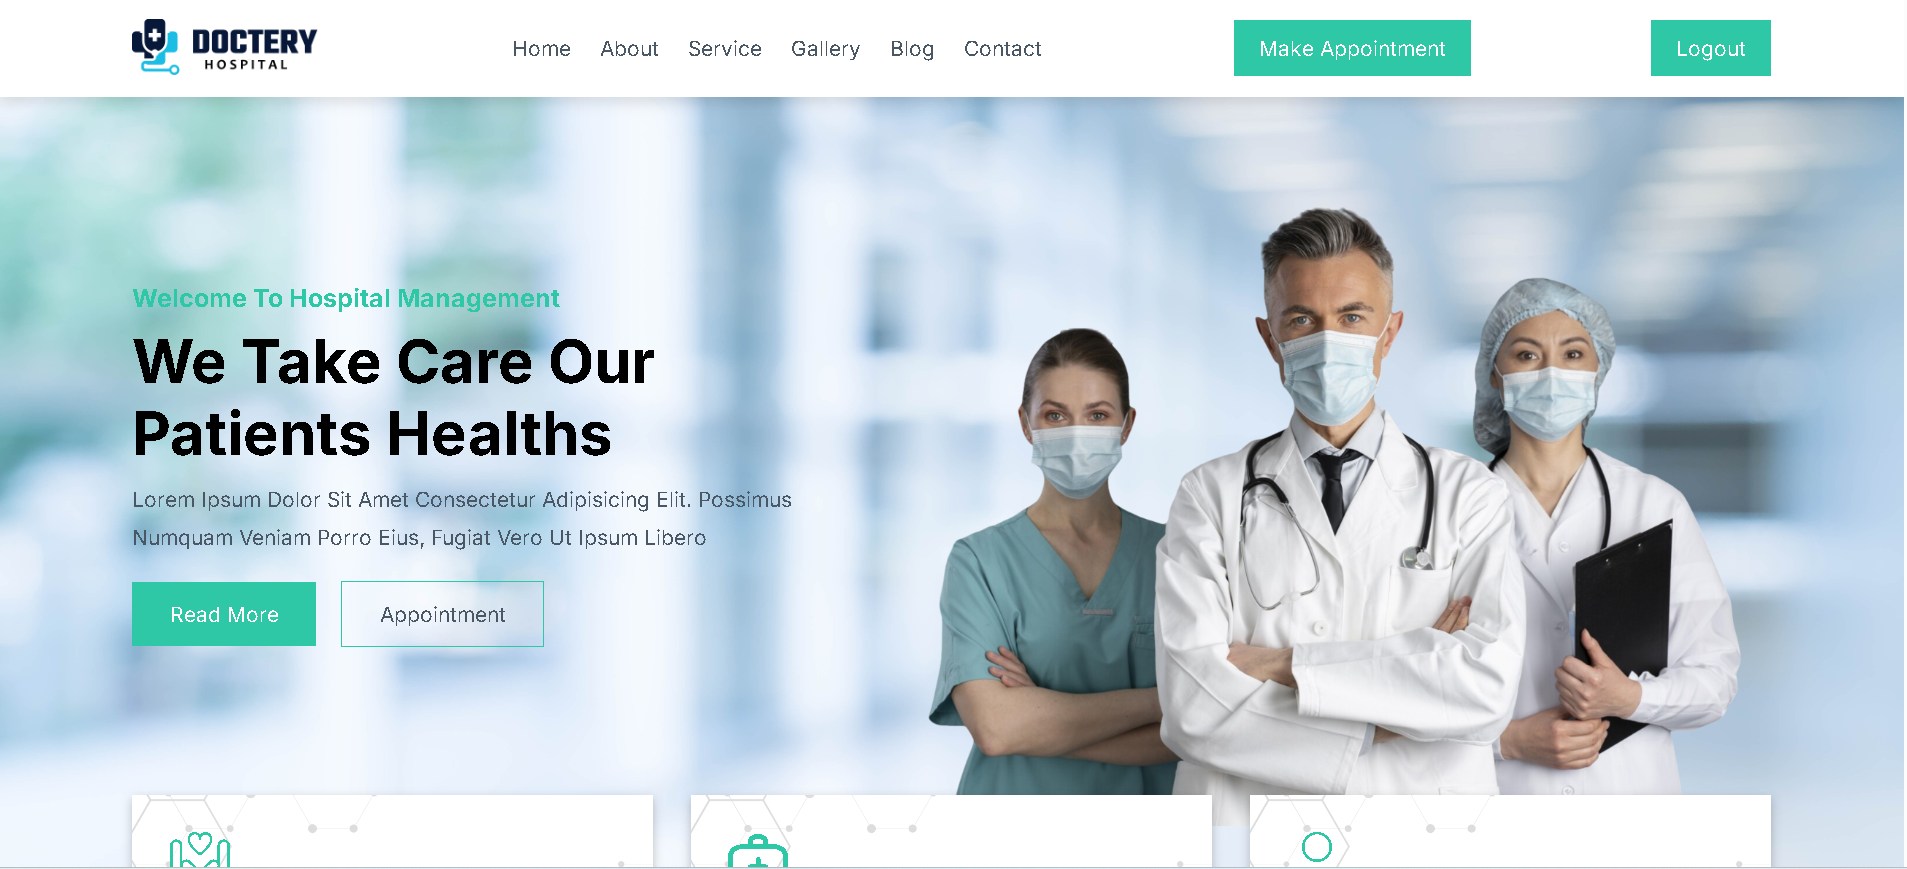 DOCTERY
HOSPITAL
Home About Service Gallery Blog Contact
Make Appointment
Logout
Welcome To Hospital Management
We Take Care Our
Patients Healths
Lorem Ipsum Dolor Sit Amet Consectetur Adipisicing Elit. Possimus
Numquam Veniam Porro Eius, Fugiat Vero Ut Ipsum Libero
Read More
Appointment